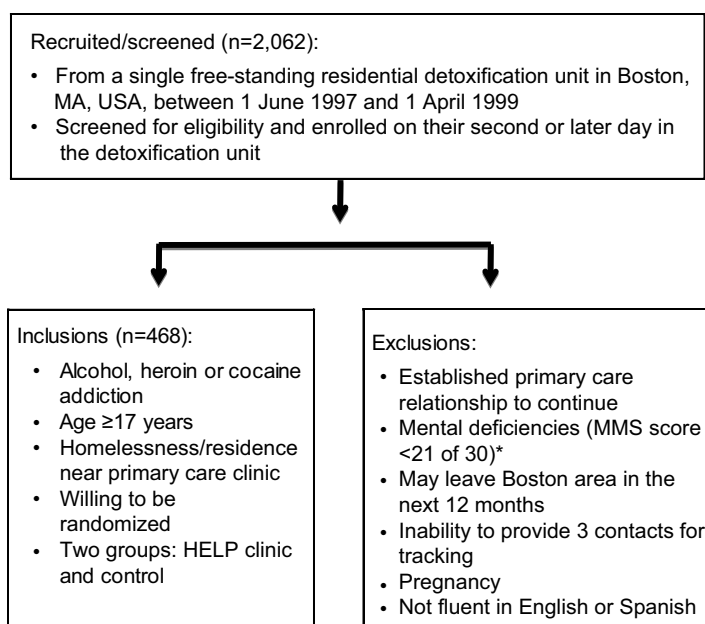 Recruited/screened (n=2,062):
• From a single free-standing residential detoxification unit in Boston,
MA, USA, between 1 June 1997 and 1 April 1999
• Screened for eligibility and enrolled on their second or later day in
the detoxification unit
Inclusions (n=468):
• Alcohol, heroin or cocaine
addiction
• Age ≥17 years
• Homelessness/residence
near primary care clinic
• Willing to be
randomized
• Two groups: HELP clinic
and control
Exclusions:
• Established primary care
relationship to continue
• Mental deficiencies (MMS score
<21 of 30)*
• May leave Boston area in the
next 12 months
• Inability to provide 3 contacts for
tracking
• Pregnancy
• Not fluent in English or Spanish